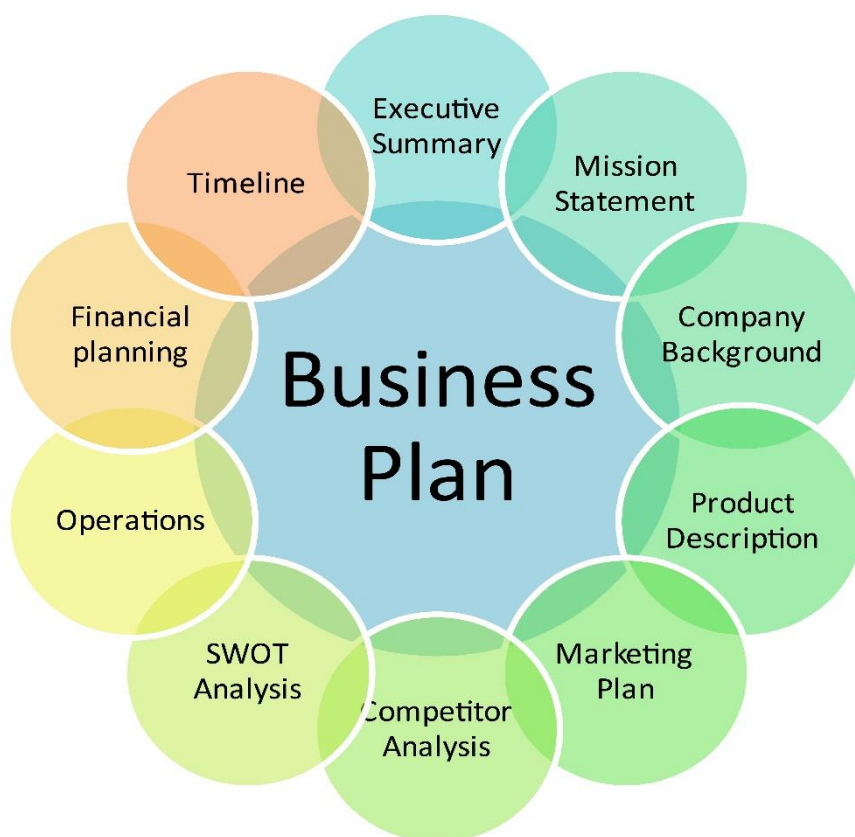 Business
Plan
Executive
Summary
Mission
Statement
Company
Background
Product
Description
Marketing
Plan
Competitor
Analysis
SWOT
Analysis
Operations
Financial
planning
Timeline